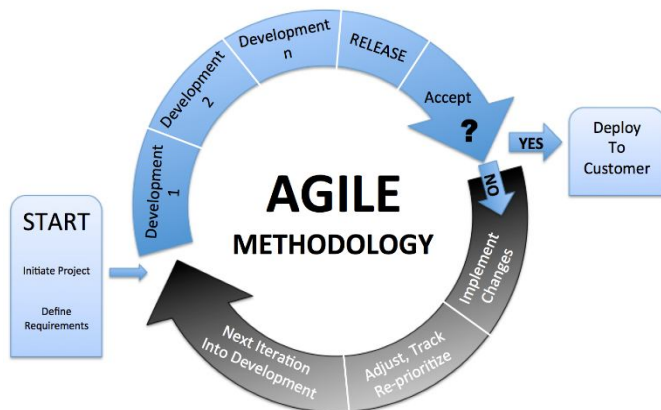 START
Initiate Project
Define
Requirements
Development
1
Development
2
Development
n
RELEASE
Accept
?
YES
Deploy
To
Customer
NO
Implement
Changes
Adjust, Track
Re-prioritize
Next Iteration
Into Development
AGILE
METHODOLOGY